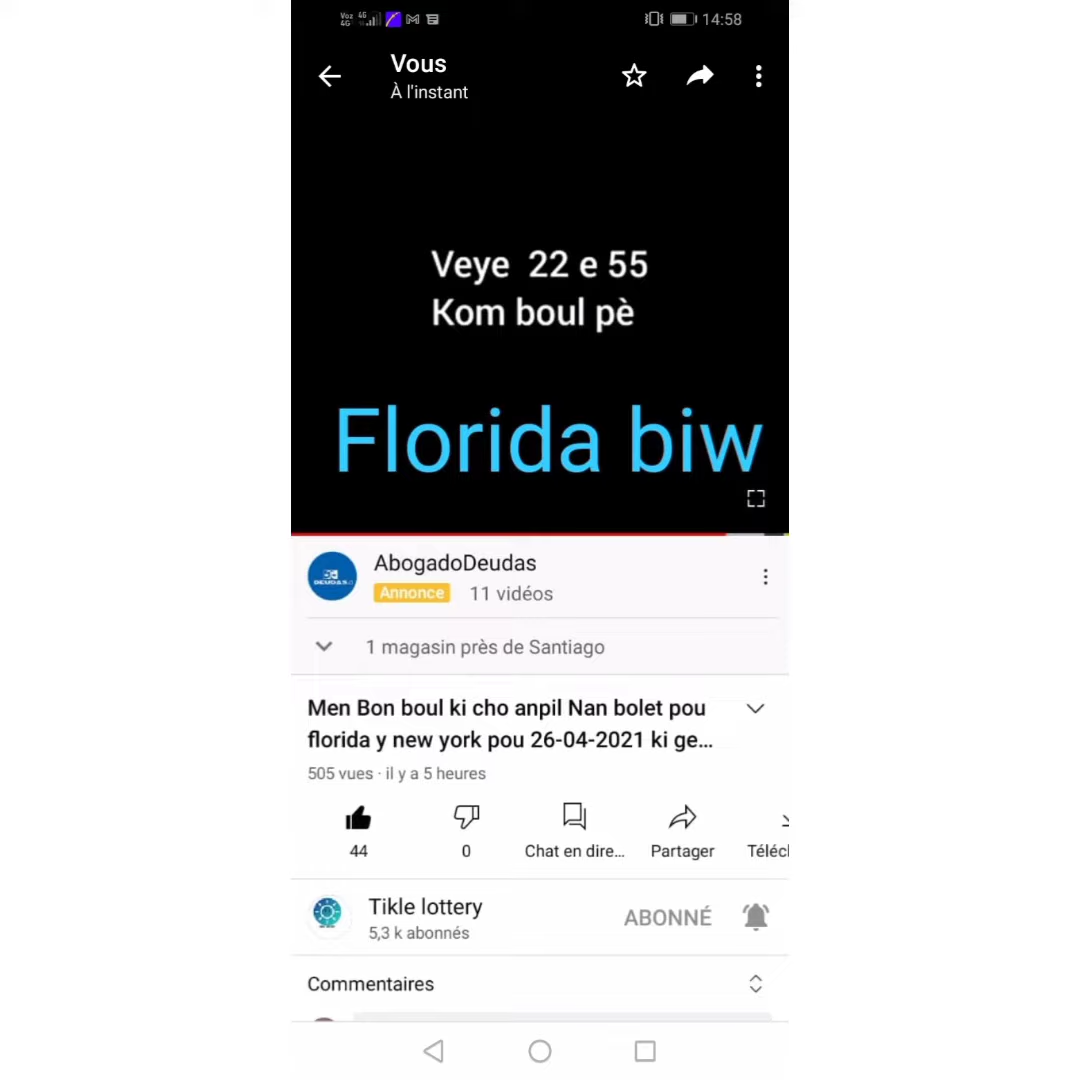 Voz 4G 4G 14:58
Vous
À l'instant
Veye 22 e 55
Kom boul pè
Florida biw
AbogadoDeudas
Annonce 11 vidéos
1 magasin près de Santiago
Men Bon boul ki cho anpil Nan bolet pou
florida y new york pou 26-04-2021 ki ge...
505 vues · il y a 5 heures
44 0 Chat en dire... Partager Téléc
Tikle lottery
5,3 k abonnés
ABONNÉ
Commentaires